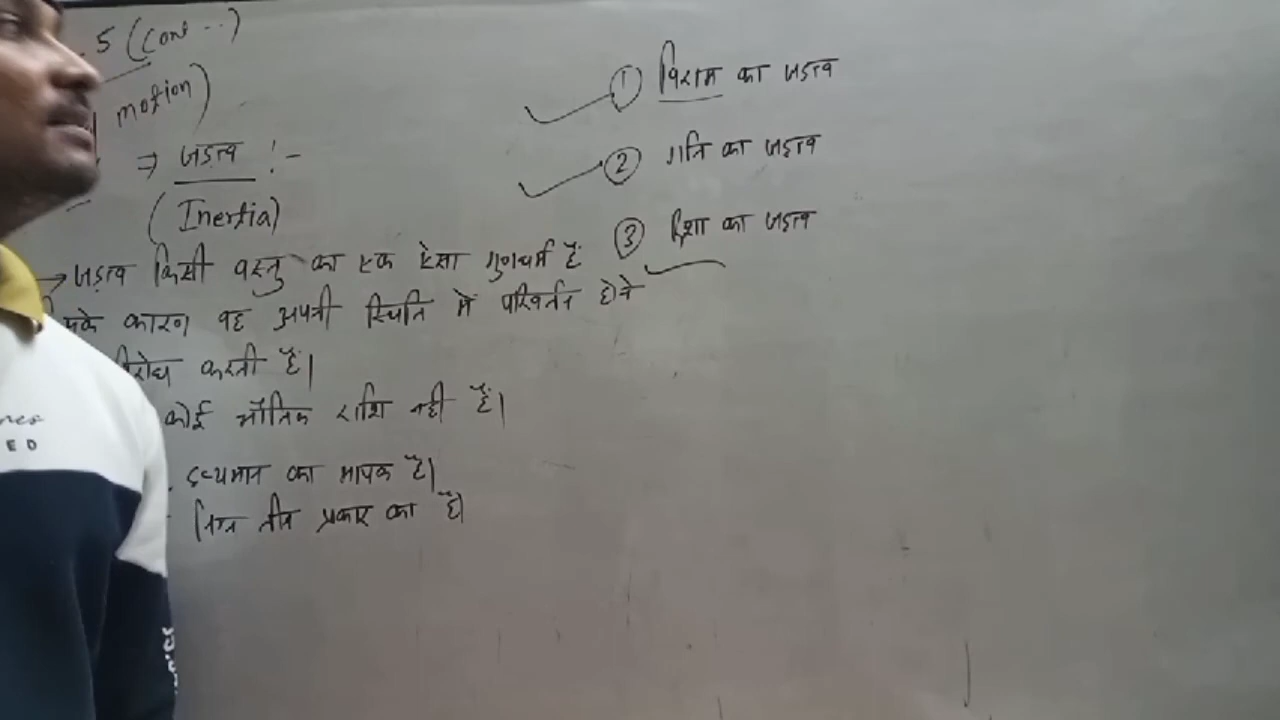 5 (Cont...)
motion)
⇒ जड़त्व :-
(Inertia)
→ जड़त्व किसी वस्तु का एक ऐसा गुणधर्म है
के कारण वह अपनी स्थिति में परिवर्तन होने
करती है।
कोई भौतिक राशि नहीं है।
द्रव्यमान का मापक है।
निम्न तीन प्रकार का है।
① विराम का जड़त्व
② गति का जड़त्व
③ दिशा का जड़त्व
ED